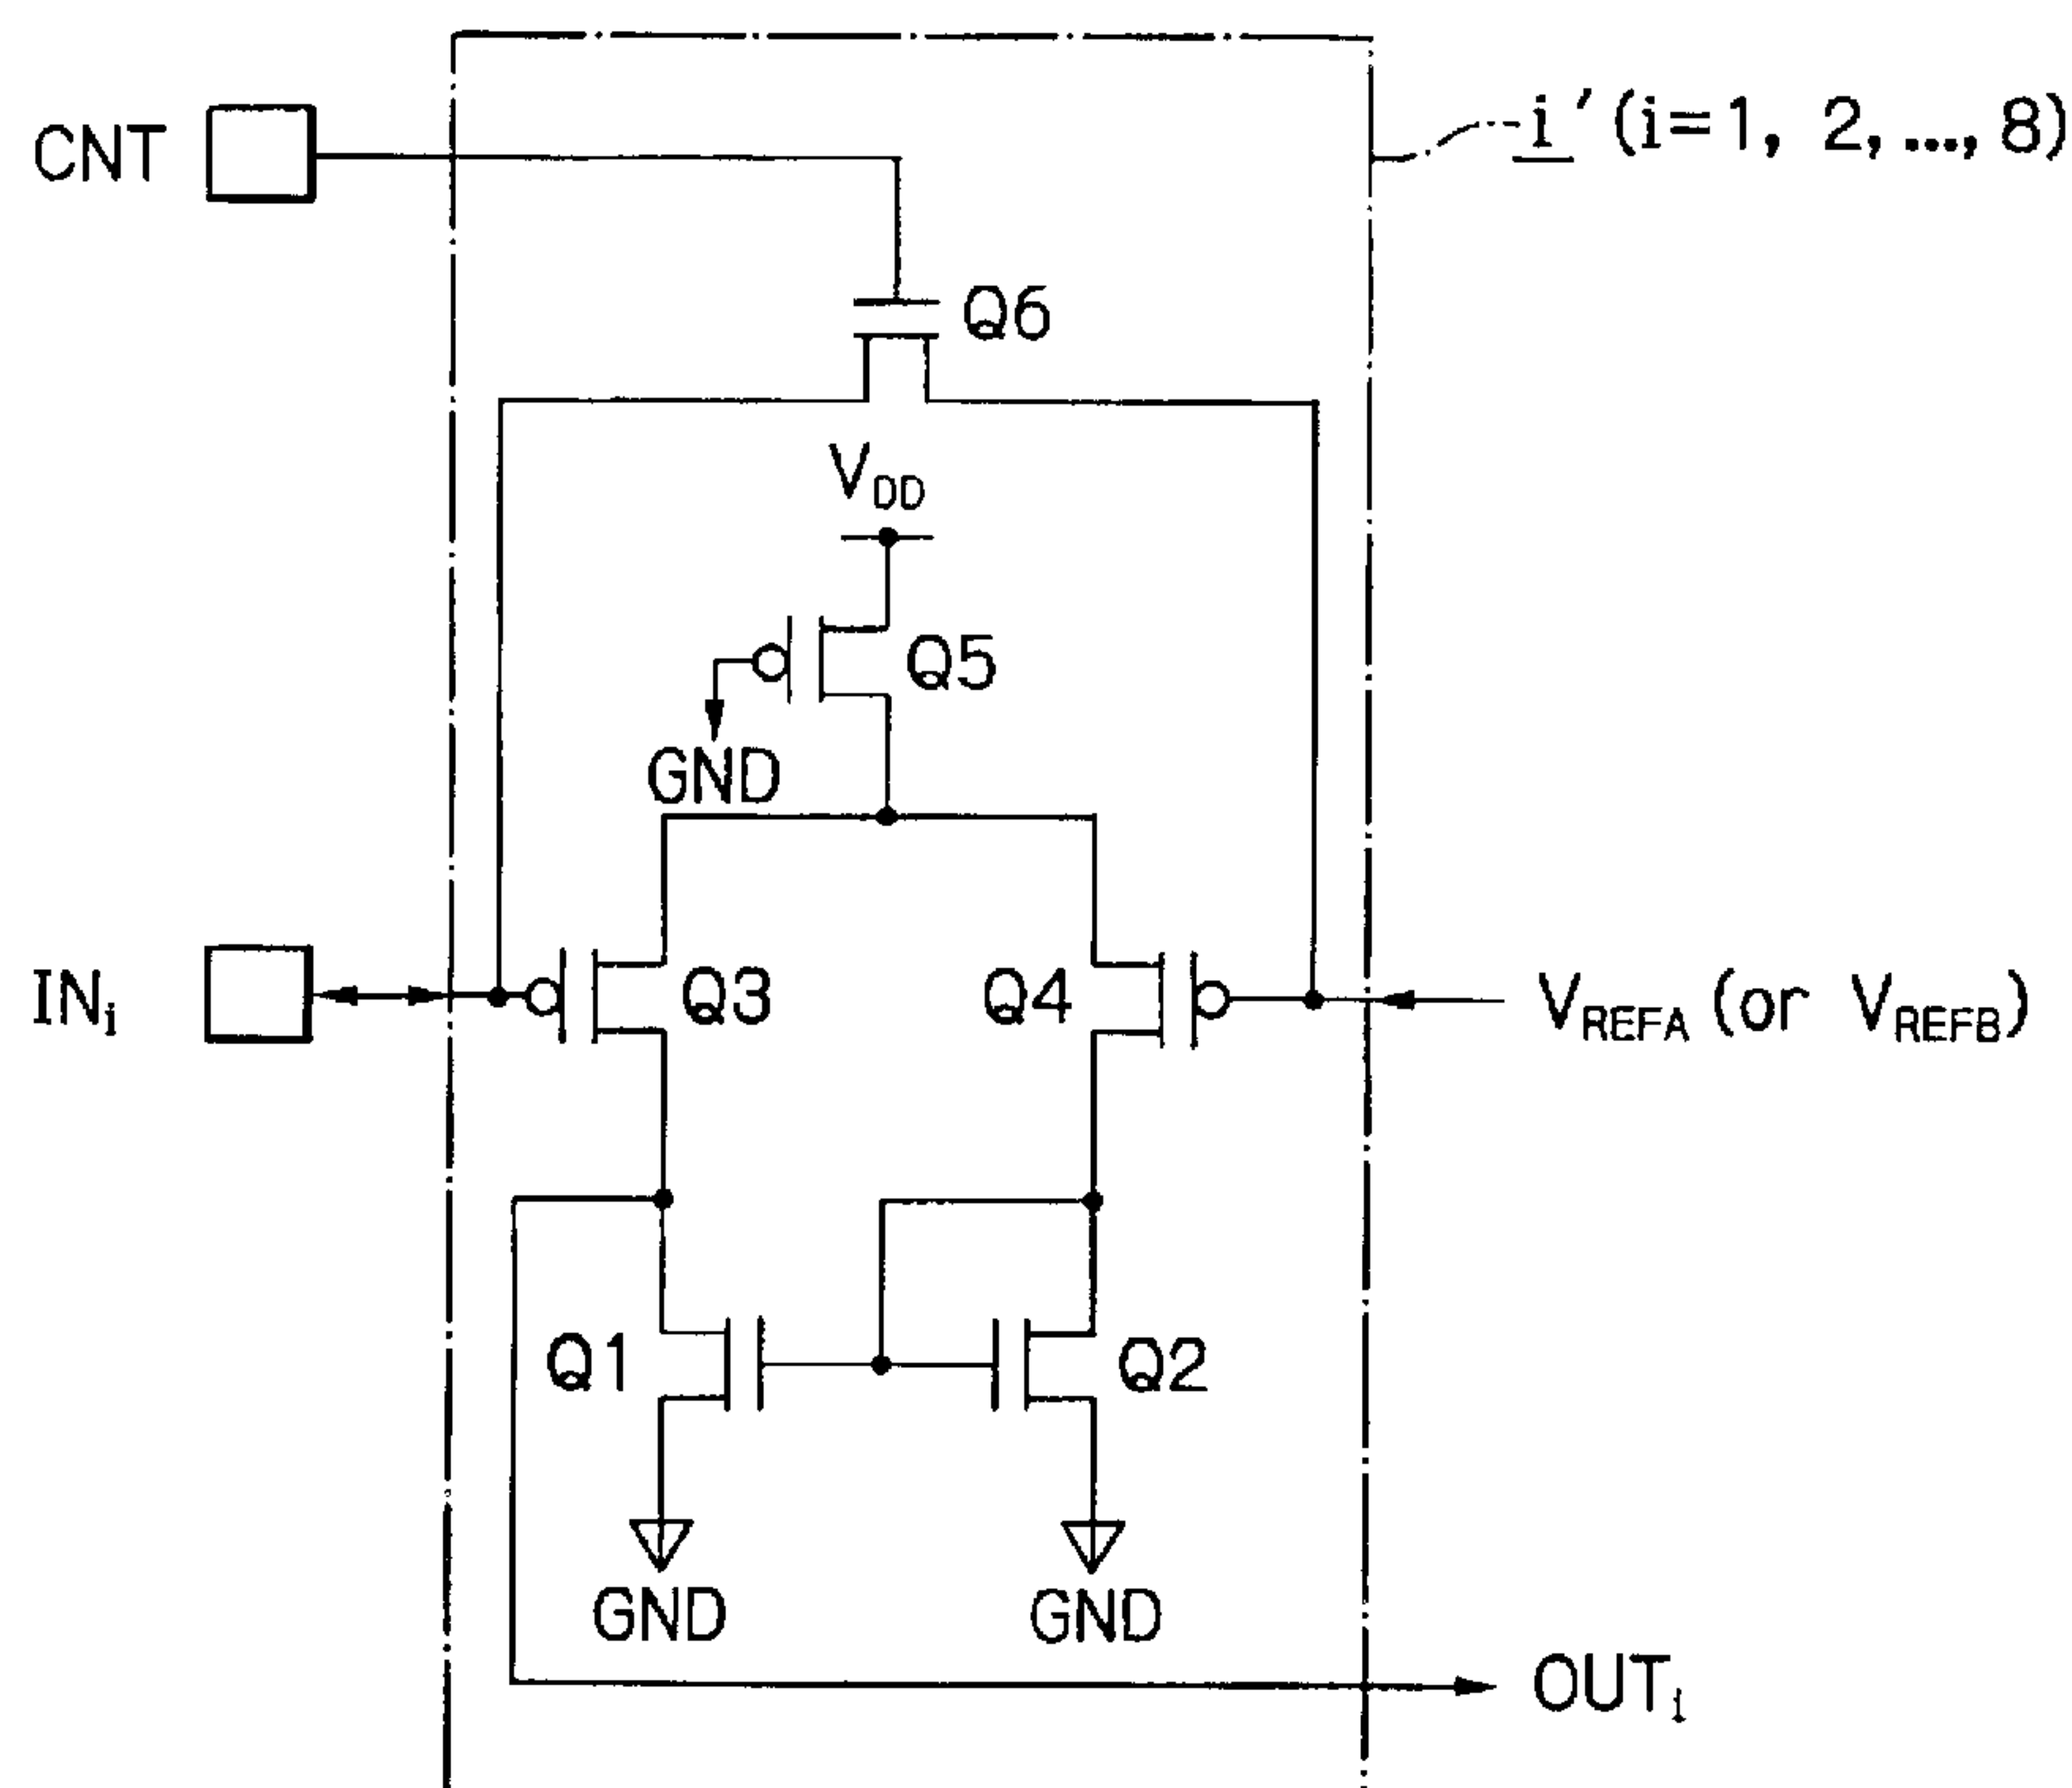 CNT
i'(i=1, 2,...,8)
Q6
VDD
Q5
GND
INi
Q3
Q4
VREFA (or VREFB)
Q1
Q2
GND
GND
OUTi